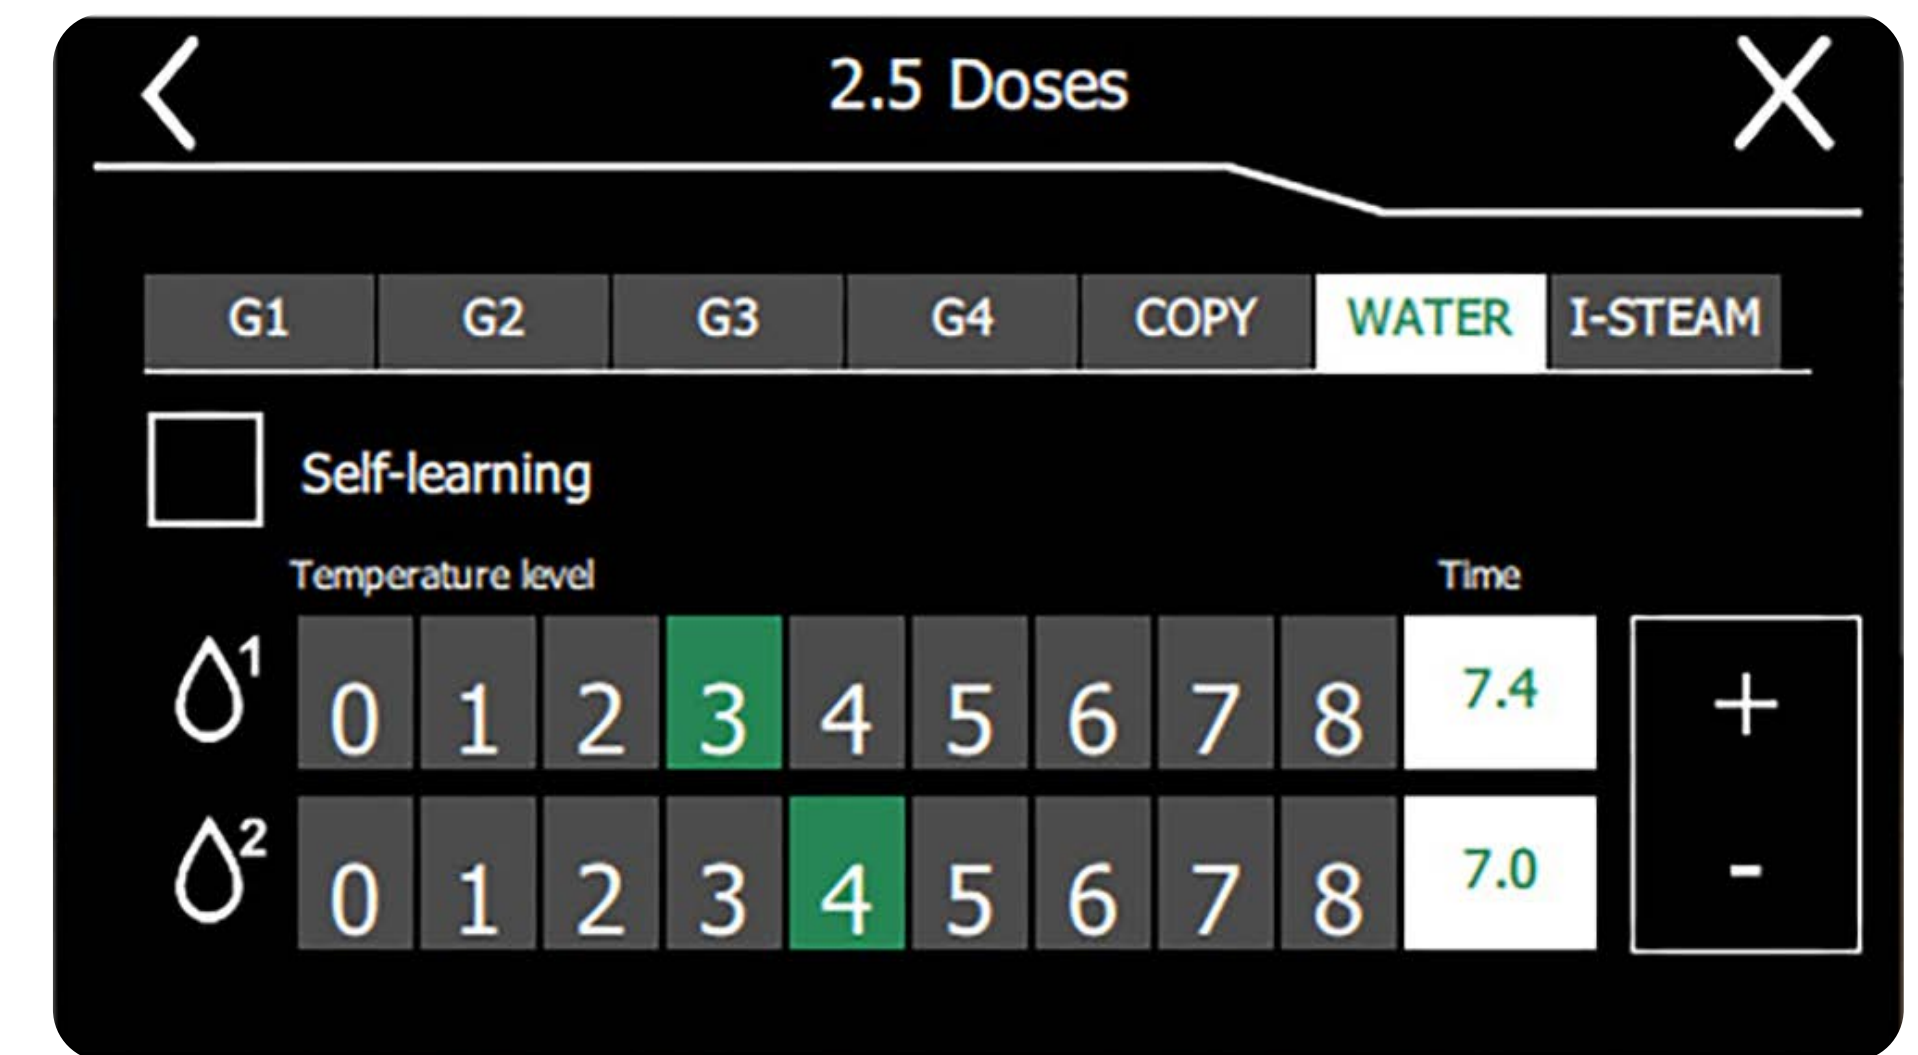 2.5 Doses
G1 G2 G3 G4 COPY WATER I-STEAM
Self-learning
Temperature level Time
1 0 1 2 3 4 5 6 7 8 7.4 +
2 0 1 2 3 4 5 6 7 8 7.0 -